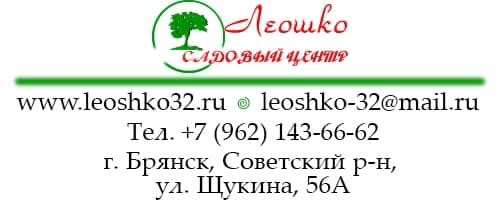 Леошко
САДОВЫЙ ЦЕНТР
www.leoshko32.ru leoshko-32@mail.ru
Тел. +7 (962) 143-66-62
г. Брянск, Советский р-н,
ул. Щукина, 56А